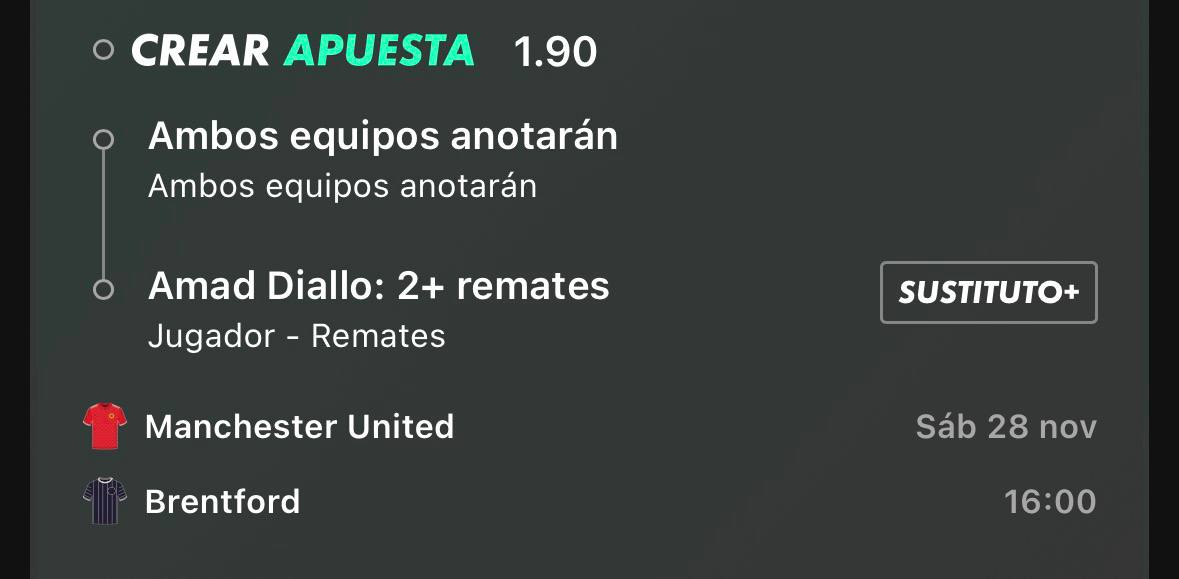 CREAR APUESTA 1.90
Ambos equipos anotarán
Ambos equipos anotarán
Amad Diallo: 2+ remates
SUSTITUTO+
Jugador - Remates
Manchester United
Sáb 28 nov
Brentford
16:00